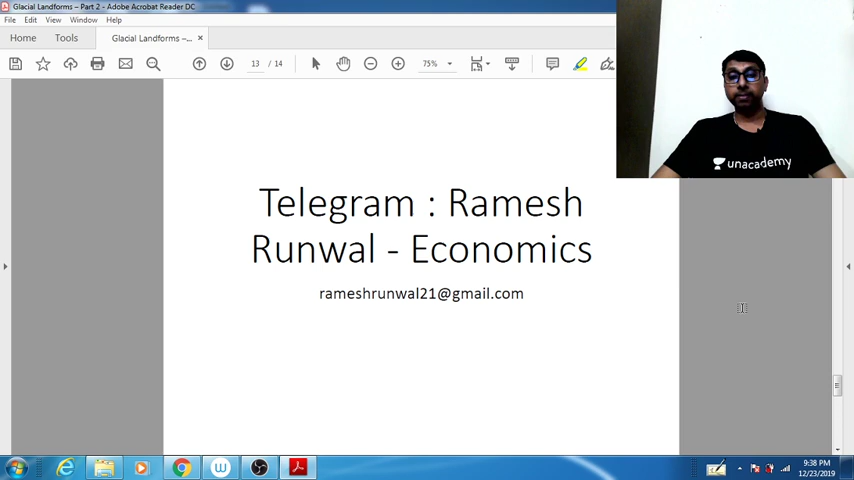 Glacial Landforms – Part 2 - Adobe Acrobat Reader DC
File Edit View Window Help
Home Tools Glacial Landforms –... ×
13 / 14 75%
Telegram : Ramesh
Runwal - Economics
rameshrunwal21@gmail.com
unacademy
9:38 PM
12/23/2019